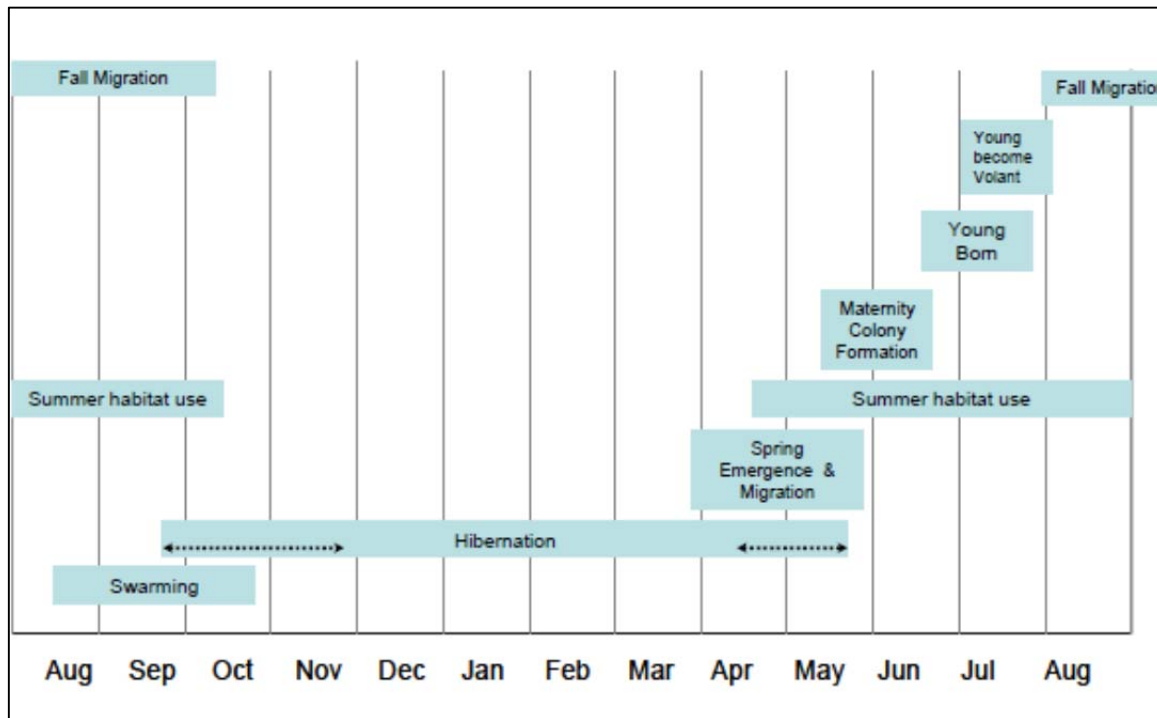 Fall Migration
Fall Migration
Young
become
Volant
Young
Born
Maternity
Colony
Formation
Summer habitat use
Summer habitat use
Spring
Emergence &
Migration
Hibernation
Swarming
Aug Sep Oct Nov Dec Jan Feb Mar Apr May Jun Jul Aug